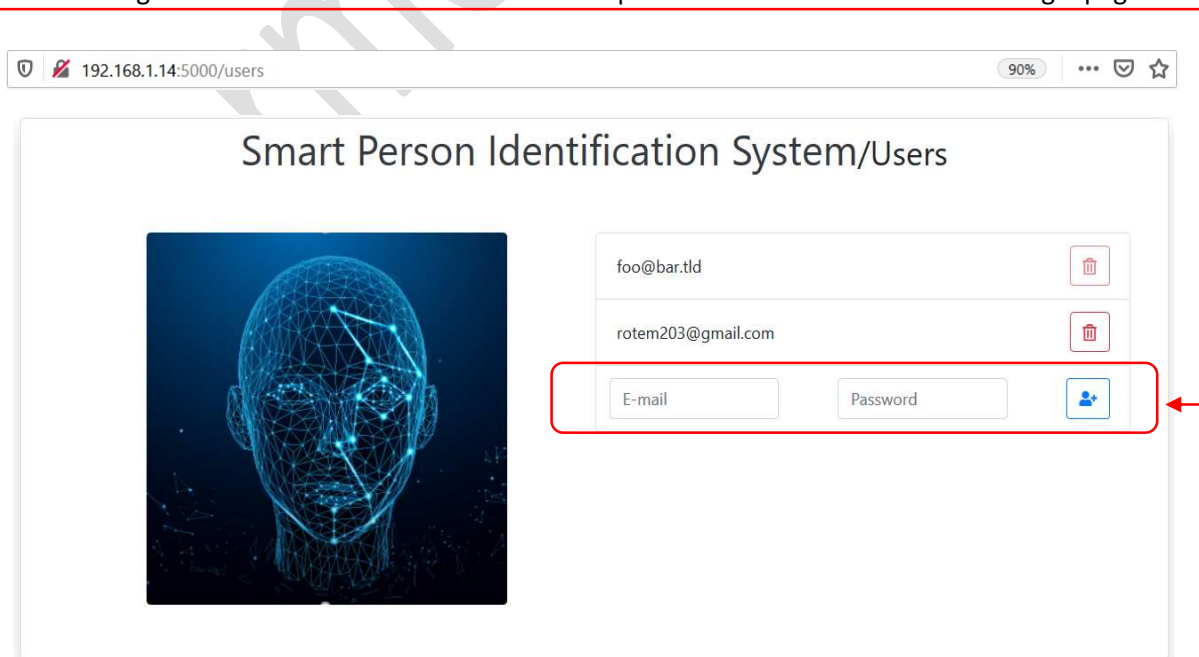 192.168.1.14:5000/users 90%
Smart Person Identification System/Users
foo@bar.tld
rotem203@gmail.com
E-mail Password